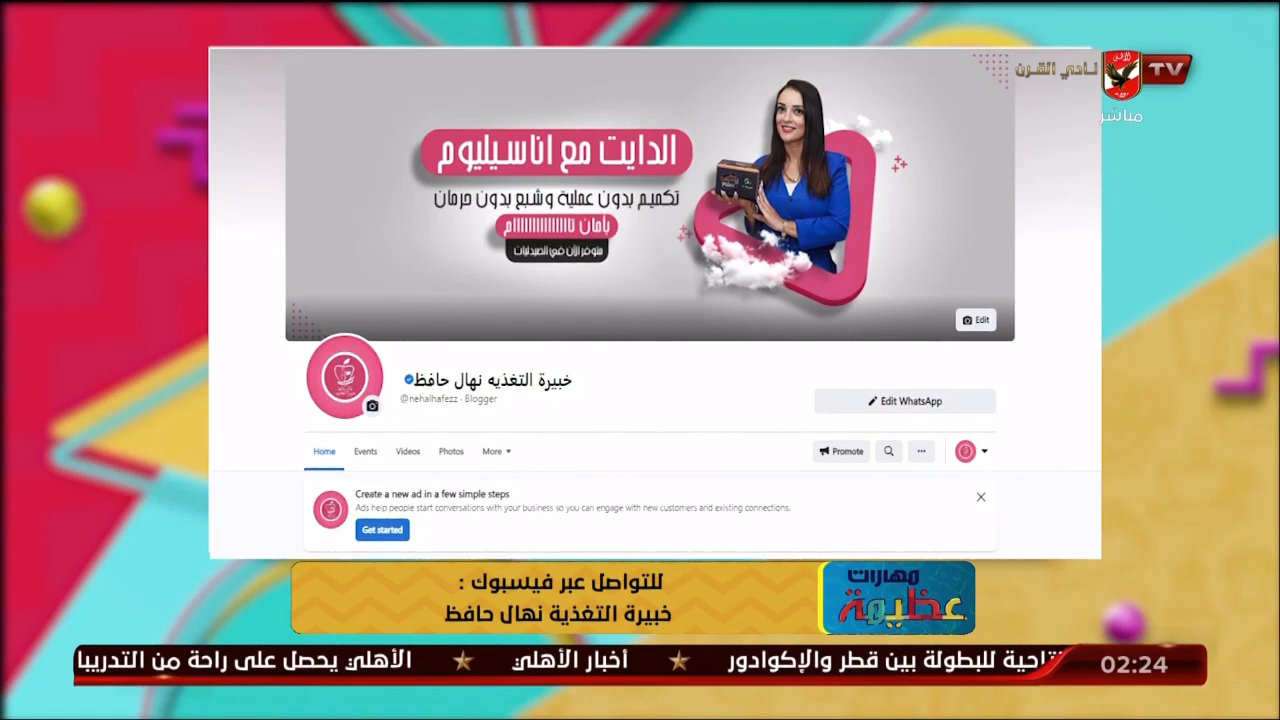 نادي القرن
TV
مباشر
الدايت مع اناسيليوم
تكميم بدون عملية وشبع بدون حرمان
بأمان تااااااااااااااام
متوفر الآن في الصيدليات
Edit
خبيرة التغذيه نهال حافظ
@nehalhafezz · Blogger
Edit WhatsApp
Home Events Videos Photos More
Promote
Create a new ad in a few simple steps
Ads help people start conversations with your business so you can engage with new customers and existing connections.
Get started
مهارات
عظيمة
للتواصل عبر فيسبوك :
خبيرة التغذية نهال حافظ
تتاحية للبطولة بين قطر والإكوادور ★ أخبار الأهلي ★ الأهلي يحصل على راحة من التدريبا
02:24